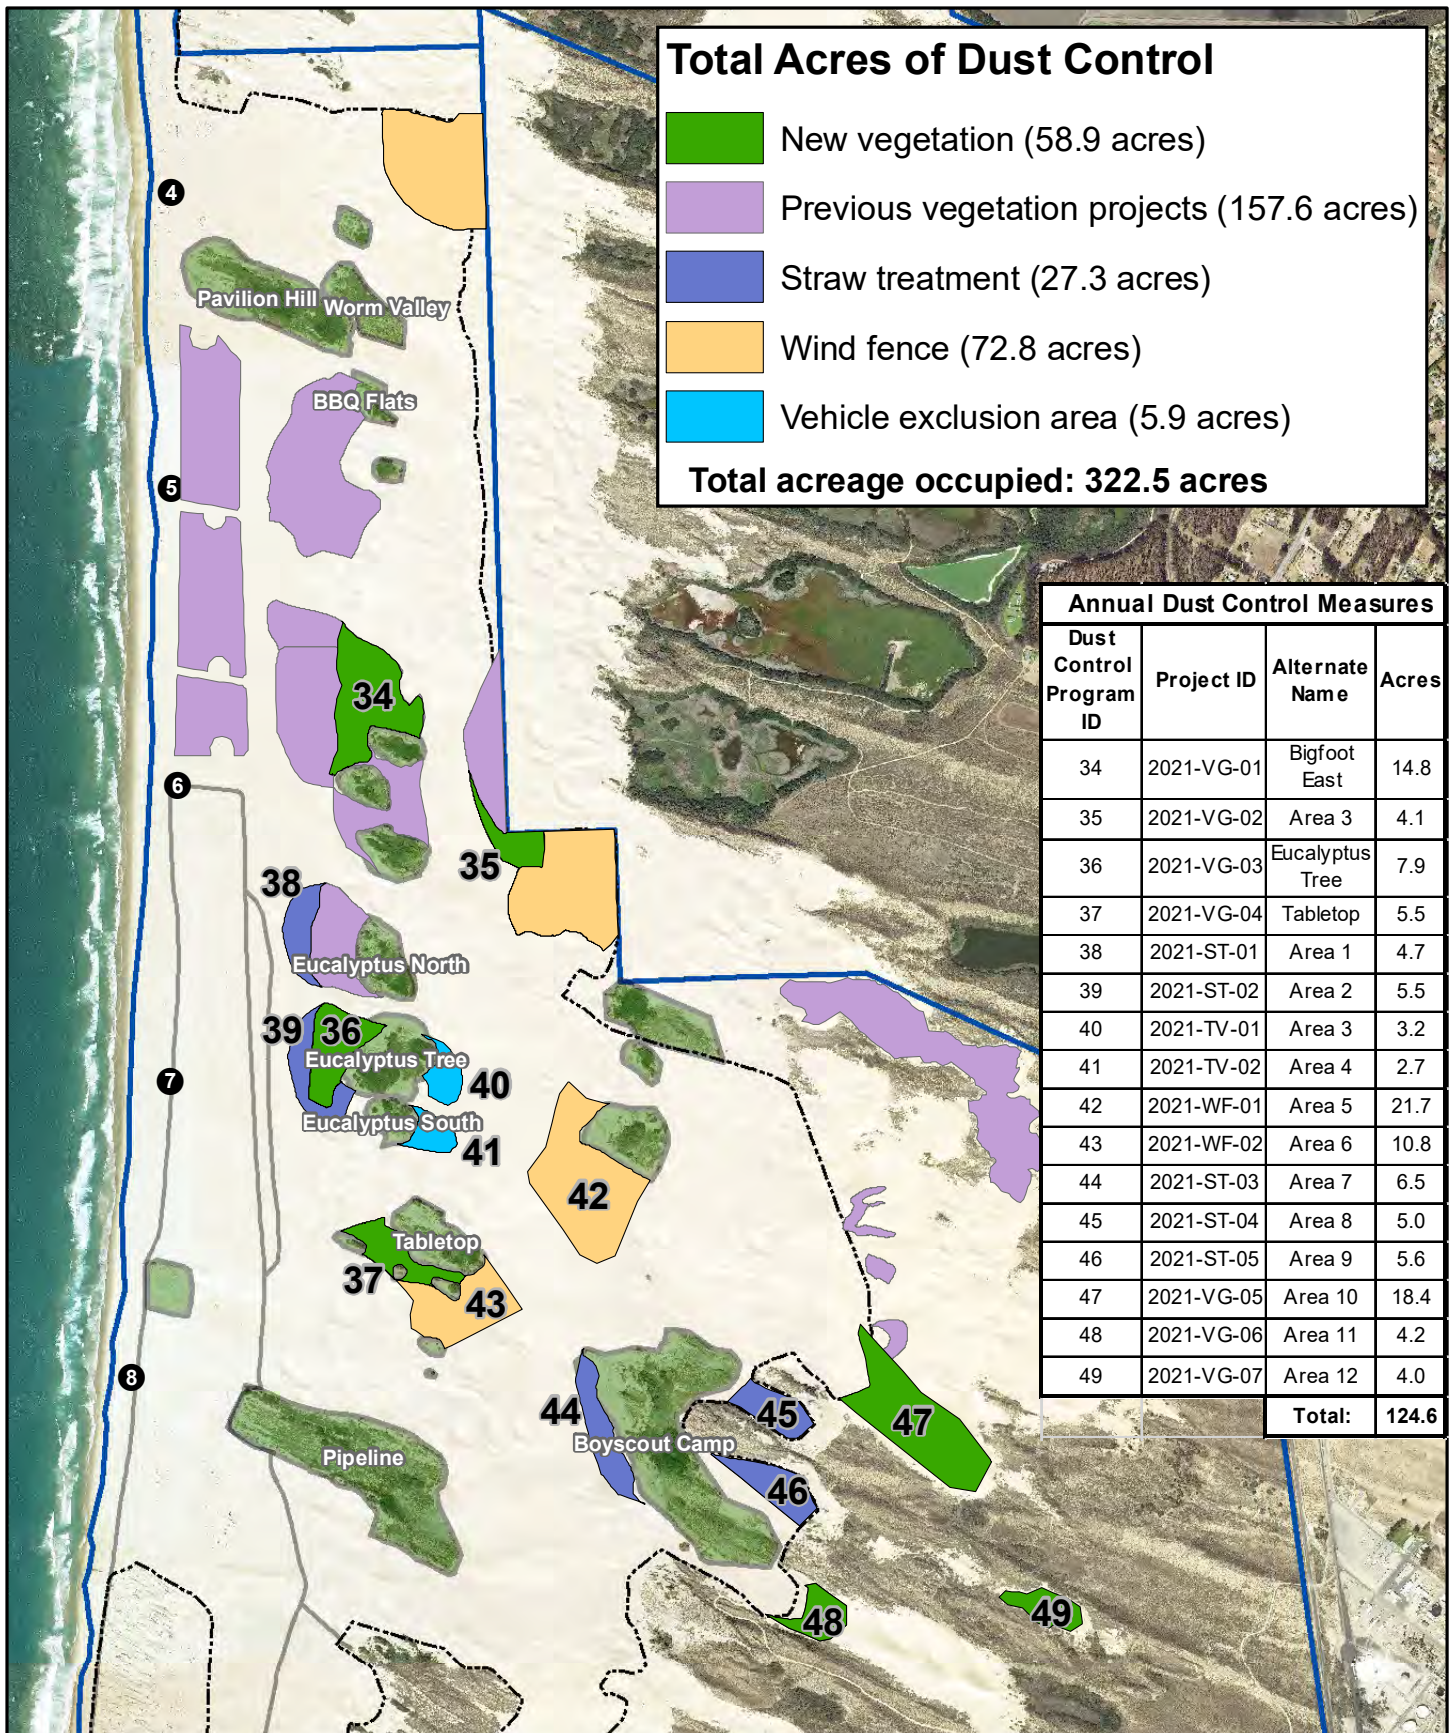 Total Acres of Dust Control
New vegetation (58.9 acres)
Previous vegetation projects (157.6 acres)
Straw treatment (27.3 acres)
Wind fence (72.8 acres)
Vehicle exclusion area (5.9 acres)
Total acreage occupied: 322.5 acres
4
Pavilion Hill
Worm Valley
BBQ Flats
5
34
6
35
38
Eucalyptus North
39
36
Eucalyptus Tree
40
7
Eucalyptus South
41
42
Tabletop
37
43
8
44
45
47
Boyscout Camp
Pipeline
46
48
49
Annual Dust Control Measures
Dust Control Program ID Project ID Alternate Name Acres
34 2021-VG-01 Bigfoot East 14.8
35 2021-VG-02 Area 3 4.1
36 2021-VG-03 Eucalyptus Tree 7.9
37 2021-VG-04 Tabletop 5.5
38 2021-ST-01 Area 1 4.7
39 2021-ST-02 Area 2 5.5
40 2021-TV-01 Area 3 3.2
41 2021-TV-02 Area 4 2.7
42 2021-WF-01 Area 5 21.7
43 2021-WF-02 Area 6 10.8
44 2021-ST-03 Area 7 6.5
45 2021-ST-04 Area 8 5.0
46 2021-ST-05 Area 9 5.6
47 2021-VG-05 Area 10 18.4
48 2021-VG-06 Area 11 4.2
49 2021-VG-07 Area 12 4.0
Total: 124.6